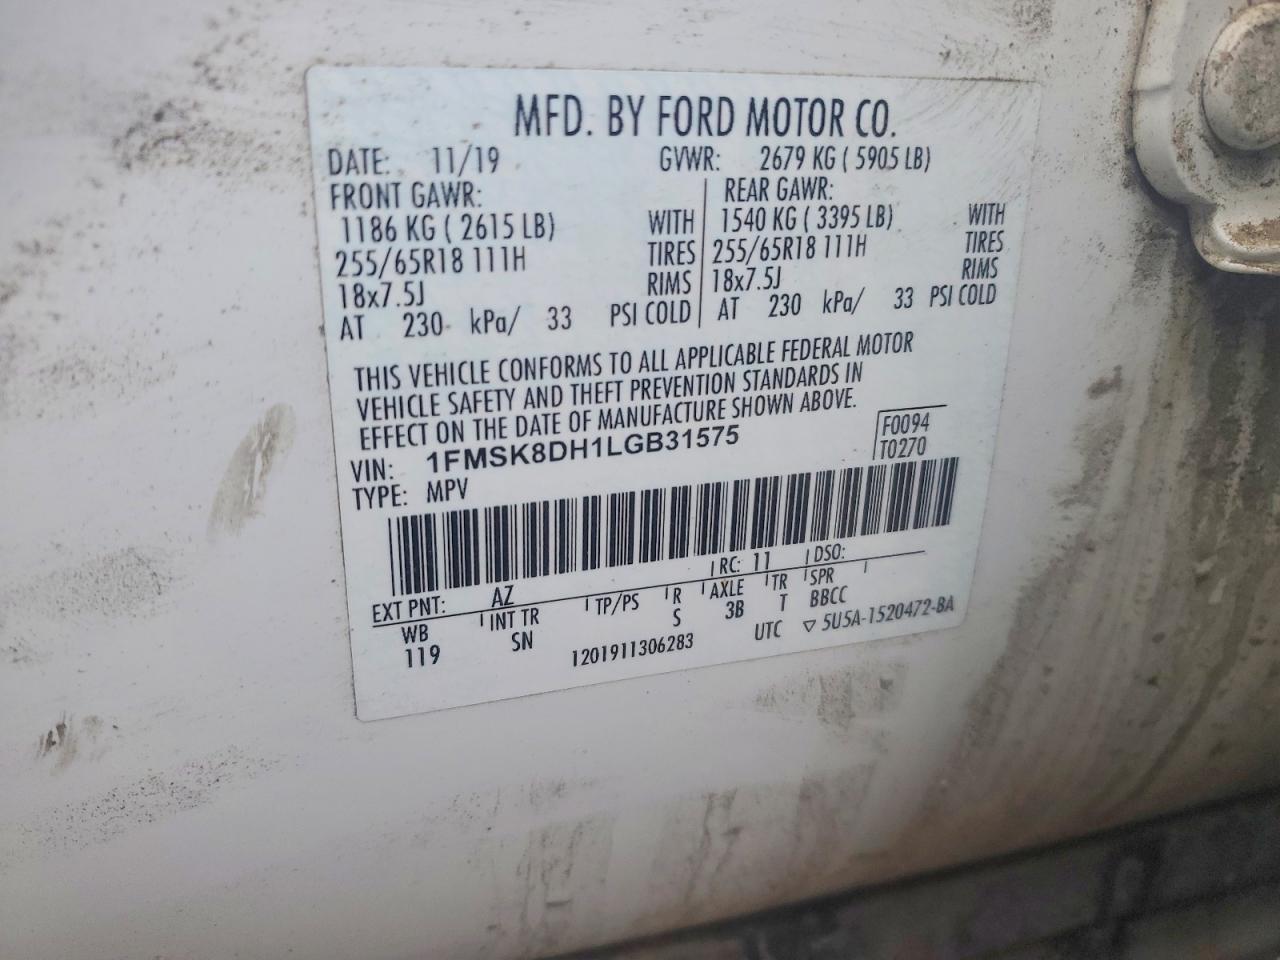 MFD. BY FORD MOTOR CO.
DATE: 11/19 GVWR: 2679 KG ( 5905 LB)
FRONT GAWR: REAR GAWR:
1186 KG ( 2615 LB) WITH 1540 KG ( 3395 LB) WITH
255/65R18 111H TIRES 255/65R18 111H TIRES
18x7.5J RIMS 18x7.5J RIMS
AT 230 kPa/ 33 PSI COLD AT 230 kPa/ 33 PSI COLD
THIS VEHICLE CONFORMS TO ALL APPLICABLE FEDERAL MOTOR
VEHICLE SAFETY AND THEFT PREVENTION STANDARDS IN
EFFECT ON THE DATE OF MANUFACTURE SHOWN ABOVE.
VIN: 1FMSK8DH1LGB31575 F0094
TYPE: MPV T0270
EXT PNT: AZ RC: 11 DSO:
WB INT TR TP/PS R AXLE TR SPR
119 SN S 3B T BBCC
1201911306283 UTC ▽ 5U5A-1520472-BA